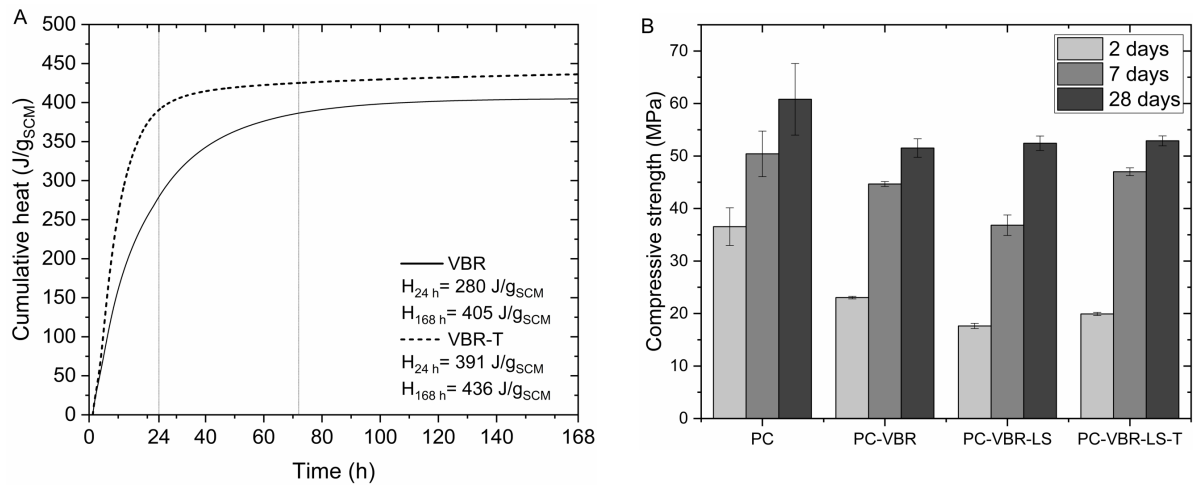 A
500
450
400
350
300
250
200
150
100
50
0
Cumulative heat (J/gSCM)
VBR
H24 h= 280 J/gSCM
H168 h= 405 J/gSCM
VBR-T
H24 h= 391 J/gSCM
H168 h= 436 J/gSCM
0 24 40 60 80 100 120 140 168
Time (h)
B
70
60
50
40
30
20
10
0
Compressive strength (MPa)
2 days
7 days
28 days
PC PC-VBR PC-VBR-LS PC-VBR-LS-T